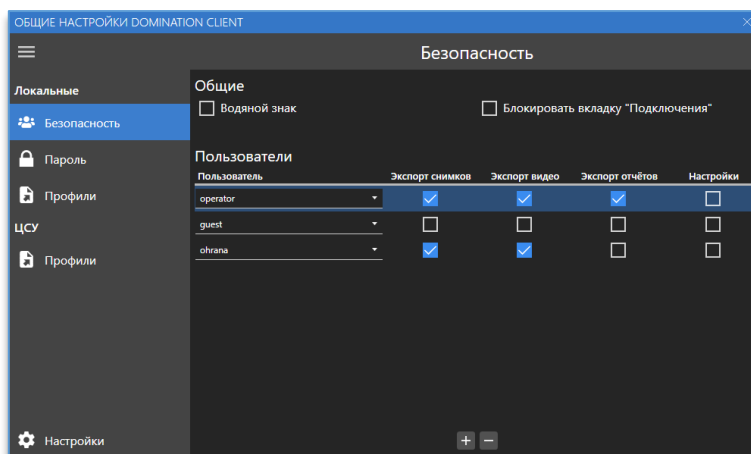 ОБЩИЕ НАСТРОЙКИ DOMINATION CLIENT
Безопасность
Локальные
Безопасность
Пароль
Профили
ЦСУ
Профили
Настройки
Общие
Водяной знак
Блокировать вкладку "Подключения"
Пользователи
Пользователь Экспорт снимков Экспорт видео Экспорт отчётов Настройки
operator
guest
ohrana